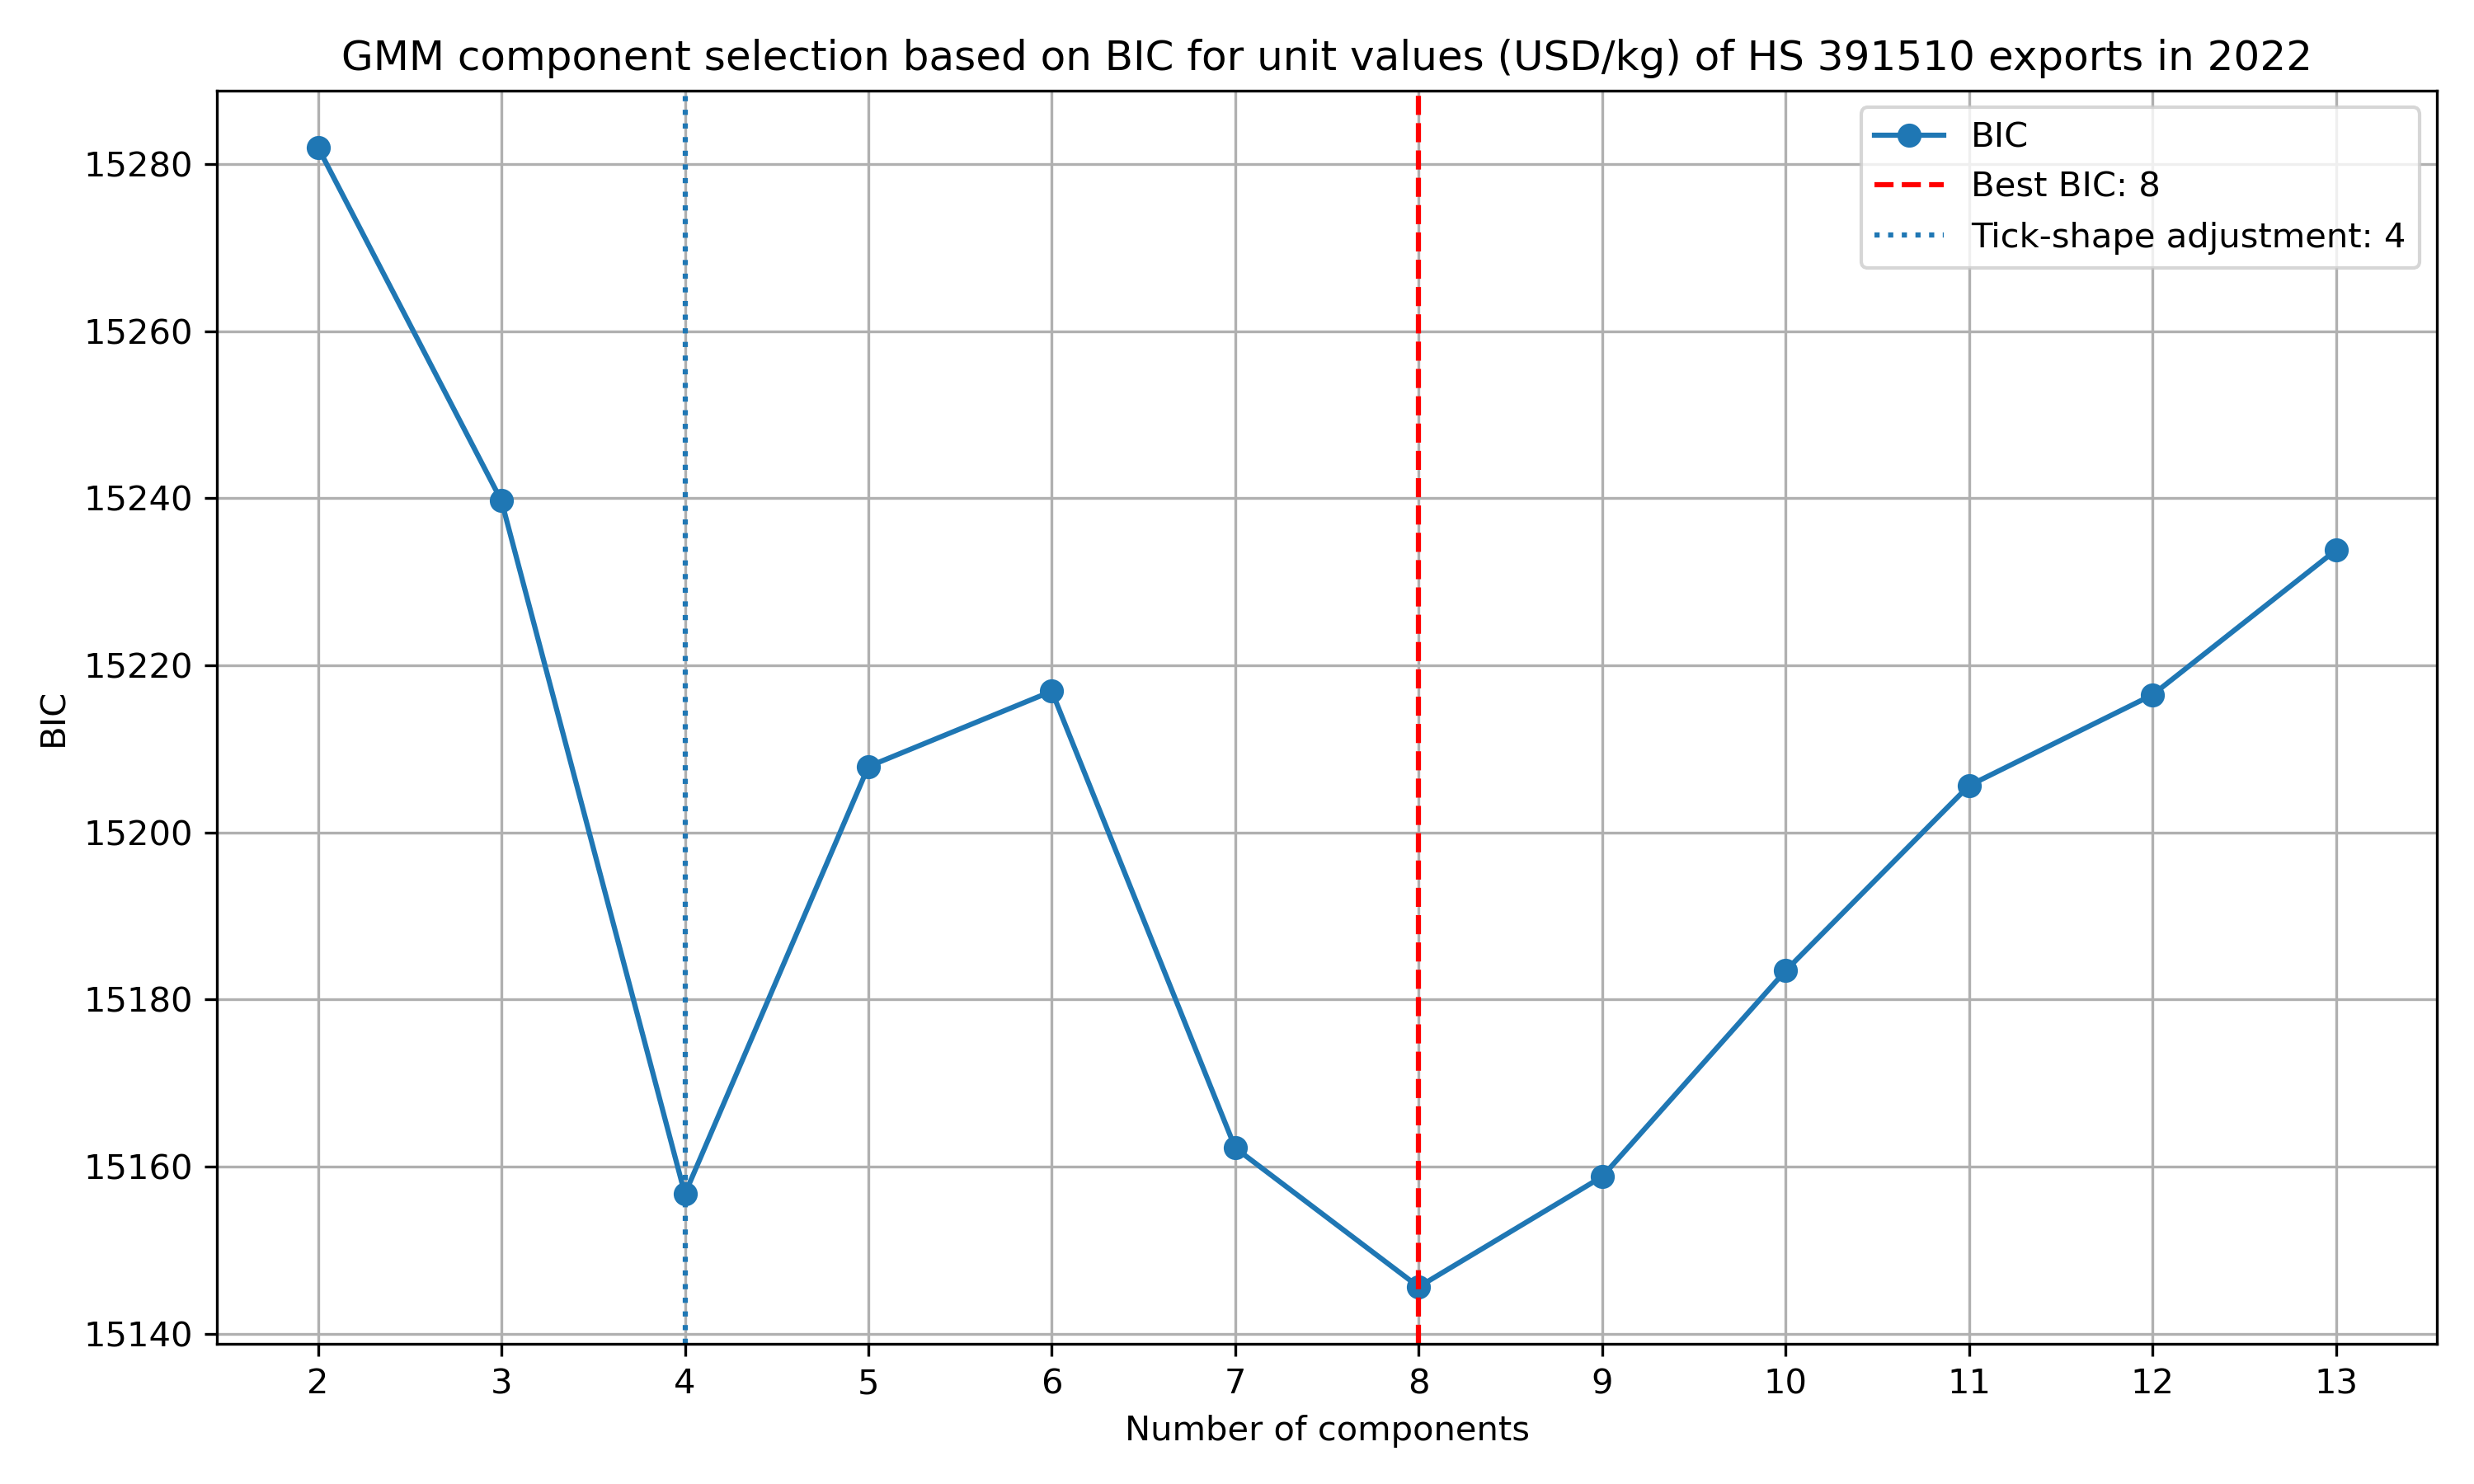 GMM component selection based on BIC for unit values (USD/kg) of HS 391510 exports in 2022
BIC
Best BIC: 8
Tick-shape adjustment: 4
BIC
15280
15260
15240
15220
15200
15180
15160
15140
2 3 4 5 6 7 8 9 10 11 12 13
Number of components